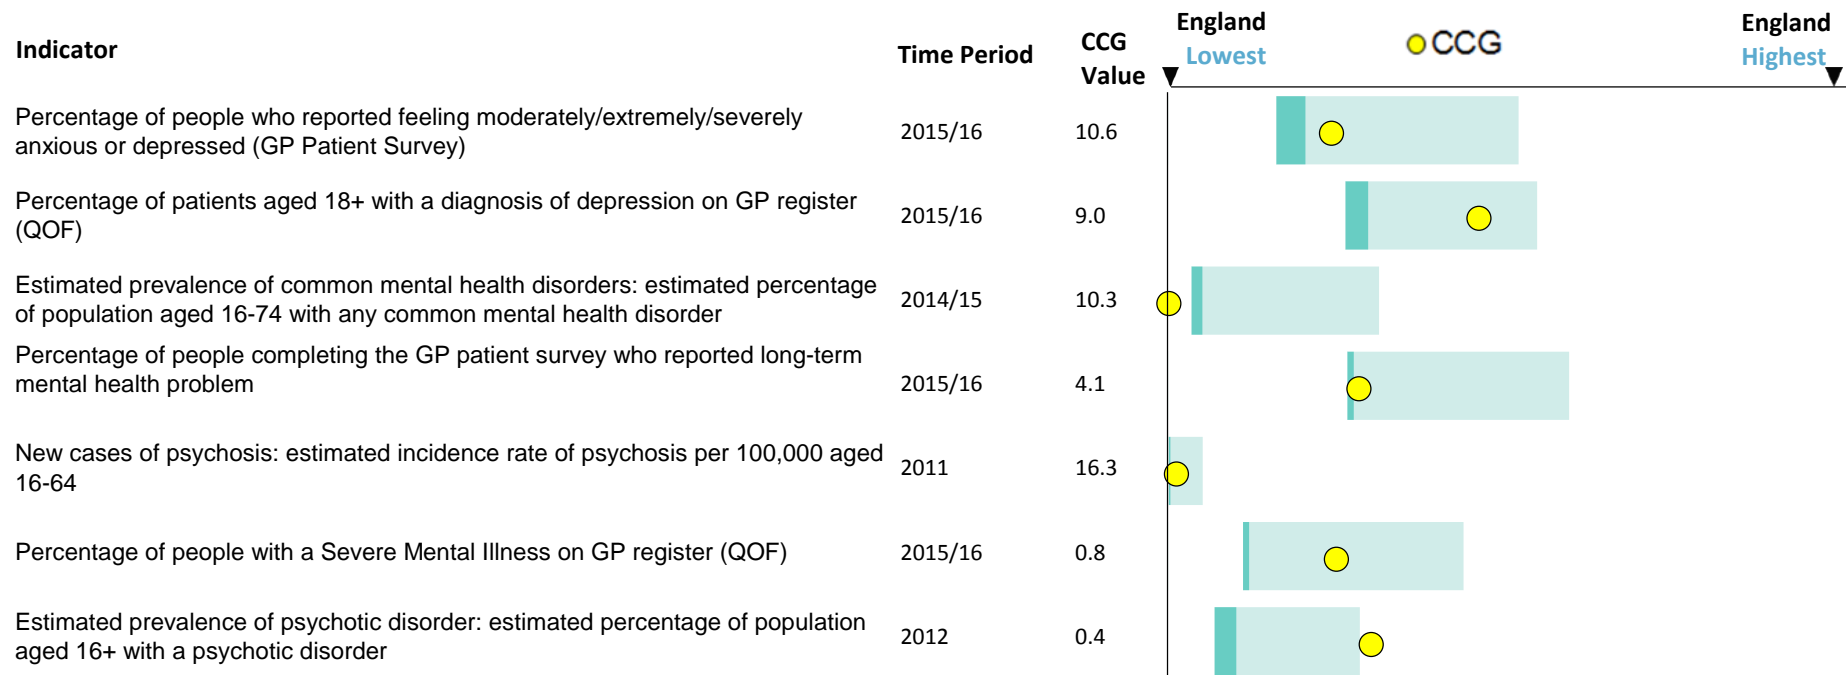 Indicator
Time Period
CCG
Value
England
Lowest
CCG
England
Highest
Percentage of people who reported feeling moderately/extremely/severely
anxious or depressed (GP Patient Survey)
2015/16
10.6
Percentage of patients aged 18+ with a diagnosis of depression on GP register
(QOF)
2015/16
9.0
Estimated prevalence of common mental health disorders: estimated percentage
of population aged 16-74 with any common mental health disorder
2014/15
10.3
Percentage of people completing the GP patient survey who reported long-term
mental health problem
2015/16
4.1
New cases of psychosis: estimated incidence rate of psychosis per 100,000 aged
16-64
2011
16.3
Percentage of people with a Severe Mental Illness on GP register (QOF)
2015/16
0.8
Estimated prevalence of psychotic disorder: estimated percentage of population
aged 16+ with a psychotic disorder
2012
0.4